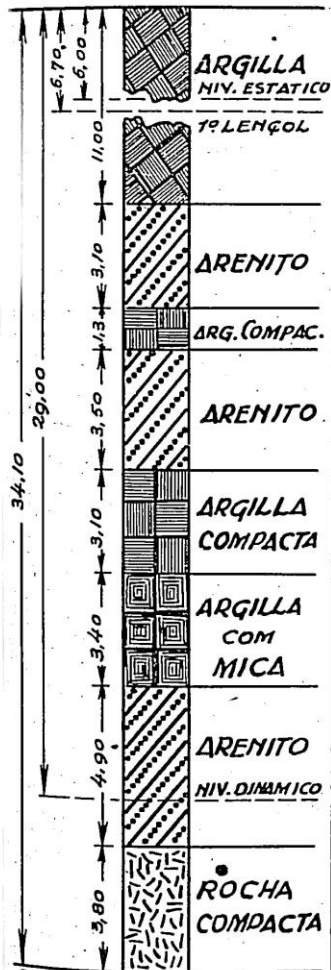 6,70
6,00
ARGILLA
NIV. ESTATICO
1º LENÇOL
11,00
3,10
ARENITO
1,3
ARG. COMPAC.
3,50
ARENITO
29,00
34,10
3,10
ARGILLA
COMPACTA
3,40
ARGILLA
COM
MICA
4,90
ARENITO
NIV. DINAMICO
3,80
ROCHA
COMPACTA